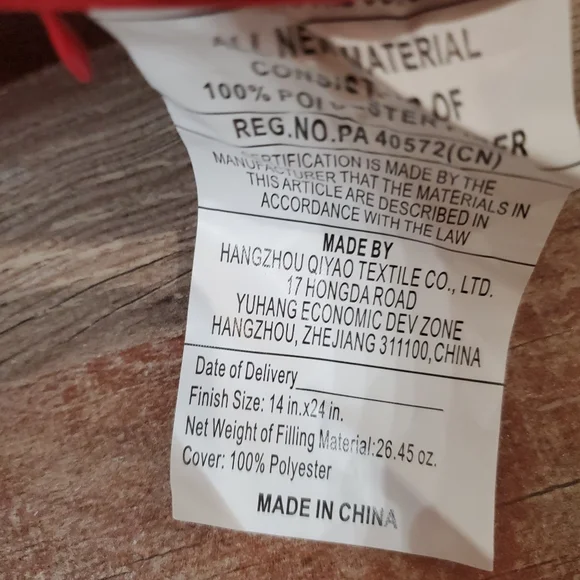 ALL NEW MATERIAL
CONSISTING OF
100% POLYESTER FIBER
REG.NO.PA 40572(CN)
CERTIFICATION IS MADE BY THE
MANUFACTURER THAT THE MATERIALS IN
THIS ARTICLE ARE DESCRIBED IN
ACCORDANCE WITH THE LAW
MADE BY
HANGZHOU QIYAO TEXTILE CO., LTD.
17 HONGDA ROAD
YUHANG ECONOMIC DEV ZONE
HANGZHOU, ZHEJIANG 311100, CHINA
Date of Delivery
Finish Size: 14 in.x24 in.
Net Weight of Filling Material:26.45 oz.
Cover: 100% Polyester
MADE IN CHINA